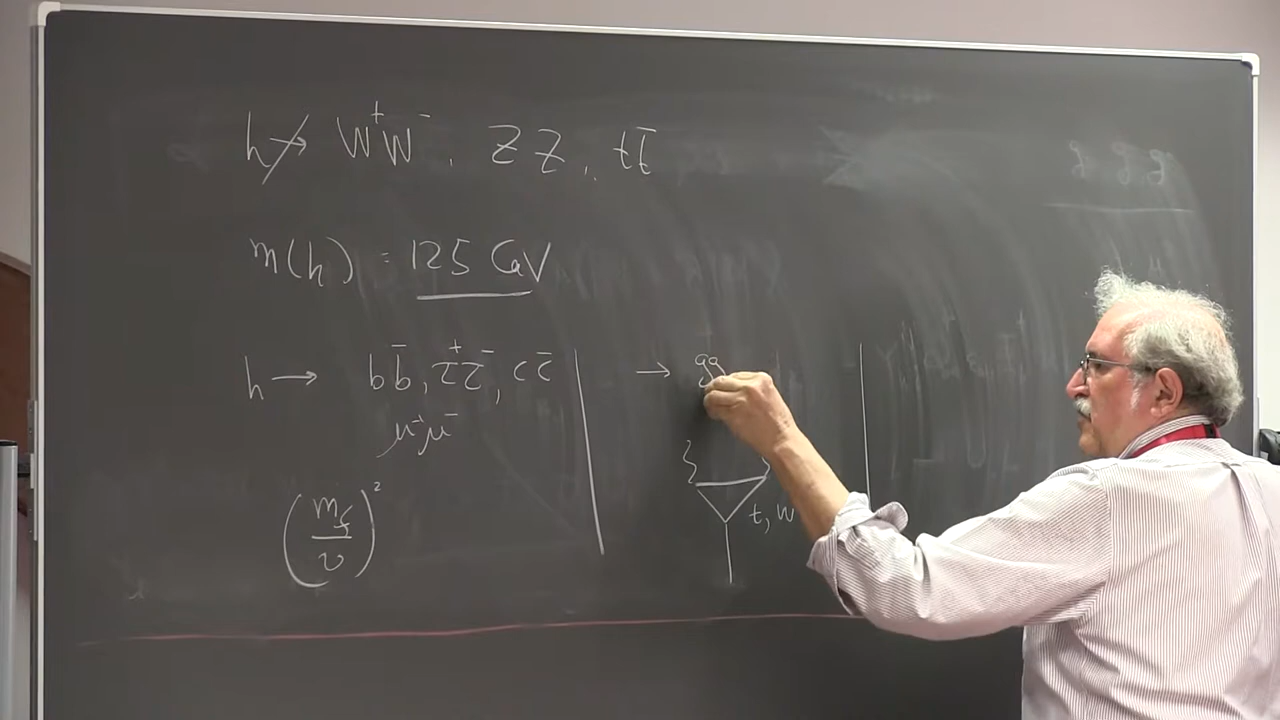 h ↛ W⁺W⁻, ZZ, tt̄
m(h) = 125 GeV
h → bb̄, τ⁺τ⁻, cc̄
μ⁺μ⁻
(m_f/v)²
→ gg
t, W